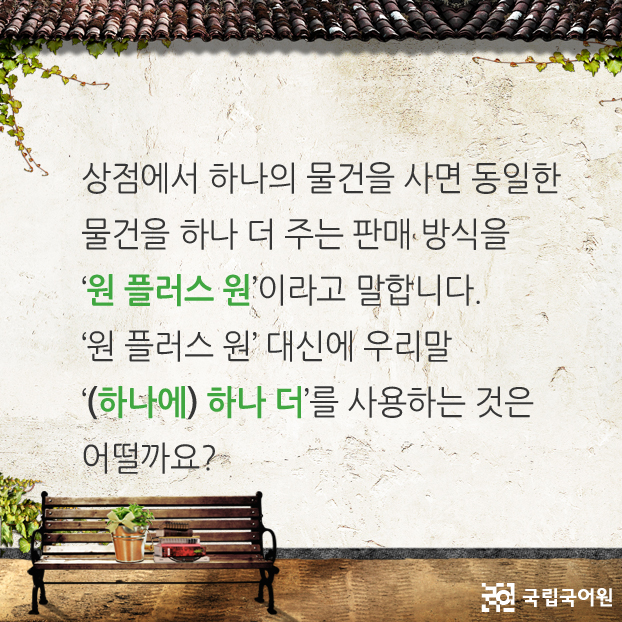 상점에서 하나의 물건을 사면 동일한
물건을 하나 더 주는 판매 방식을
‘원 플러스 원’이라고 말합니다.
‘원 플러스 원’ 대신에 우리말
‘(하나에) 하나 더’를 사용하는 것은
어떨까요?
국립국어원